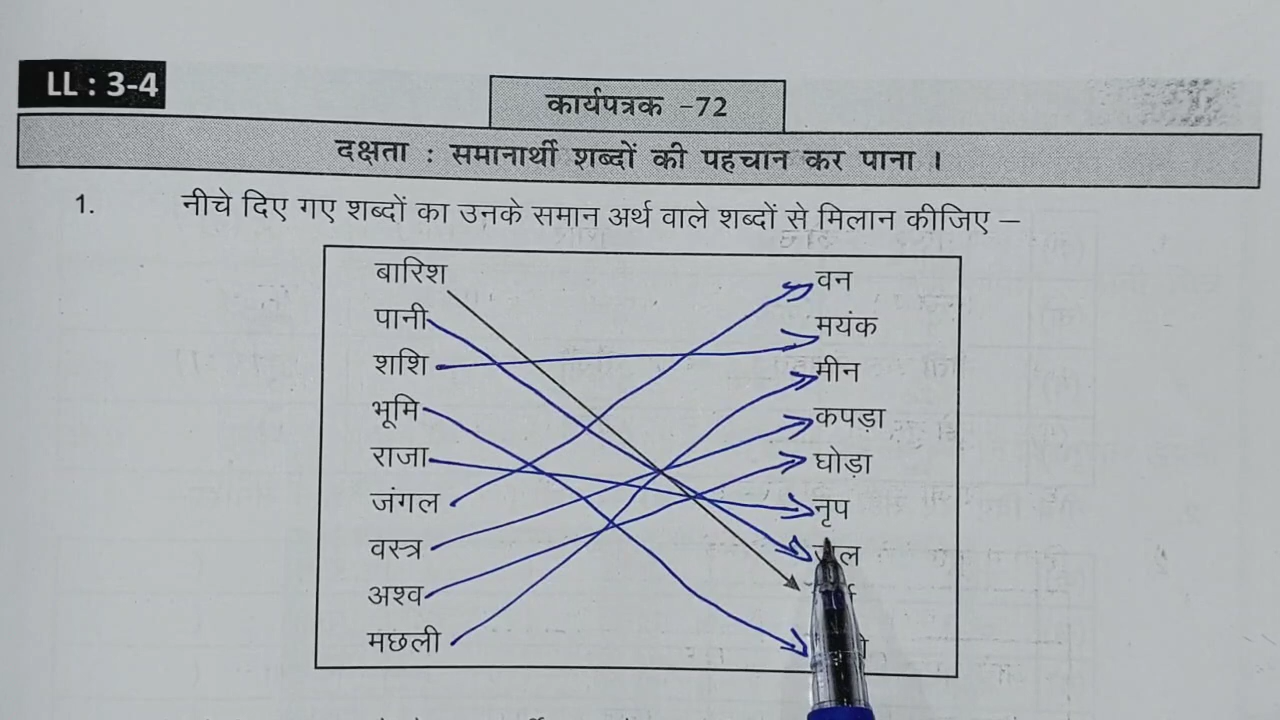 LL : 3-4
कार्यपत्रक -72
दक्षता : समानार्थी शब्दों की पहचान कर पाना ।
1. नीचे दिए गए शब्दों का उनके समान अर्थ वाले शब्दों से मिलान कीजिए –
बारिश वन
पानी मयंक
शशि मीन
भूमि कपड़ा
राजा घोड़ा
जंगल नृप
वस्त्र जल
अश्व
मछली